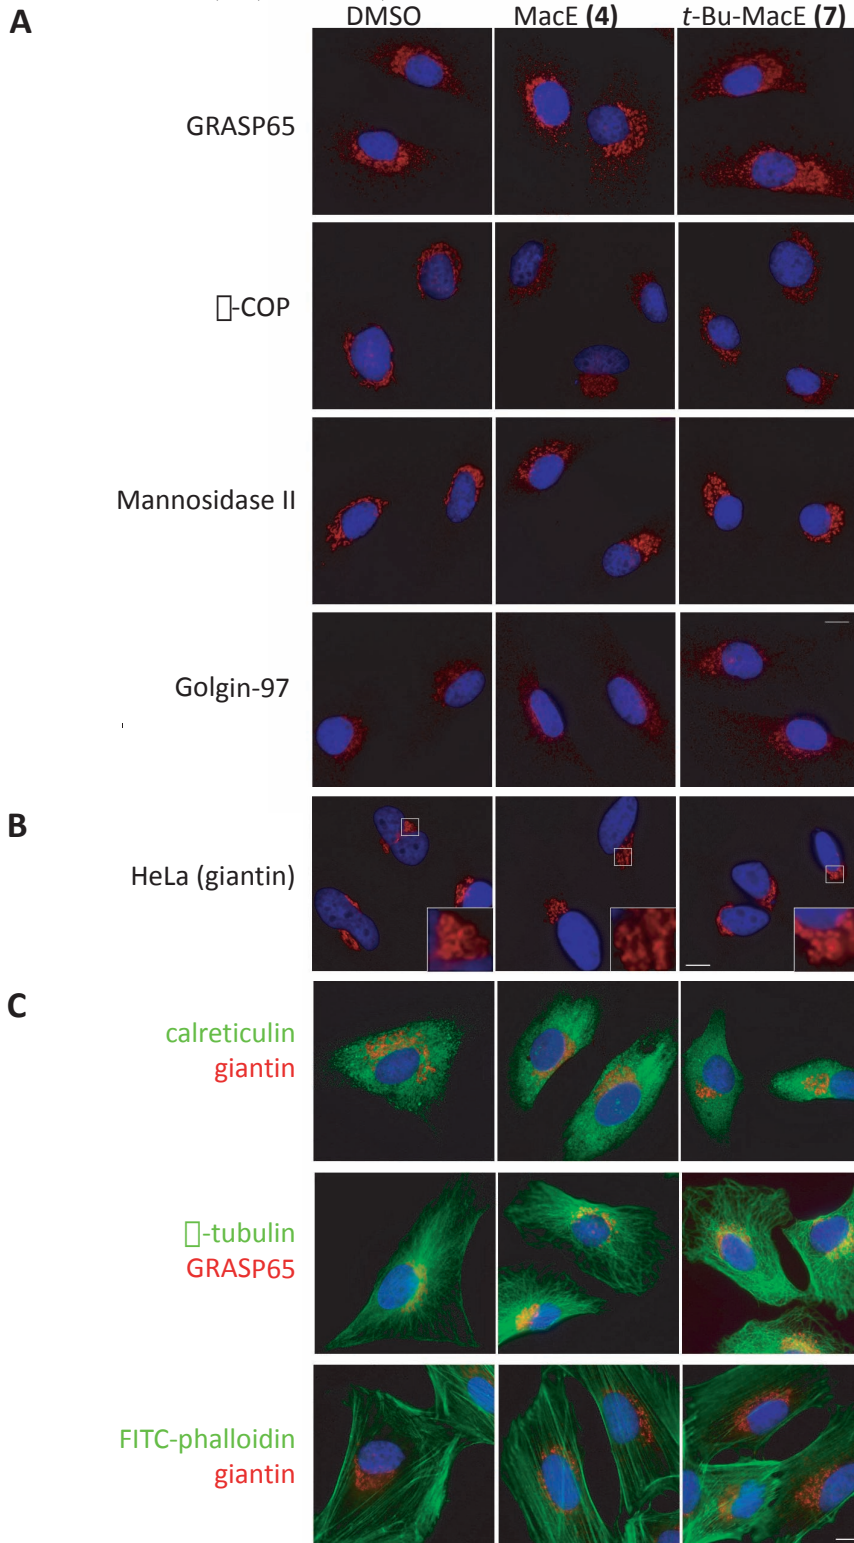 A
DMSO
MacE (4)
t-Bu-MacE (7)
GRASP65
▯-COP
Mannosidase II
Golgin-97
B
HeLa (giantin)
C
calreticulin
giantin
▯-tubulin
GRASP65
FITC-phalloidin
giantin